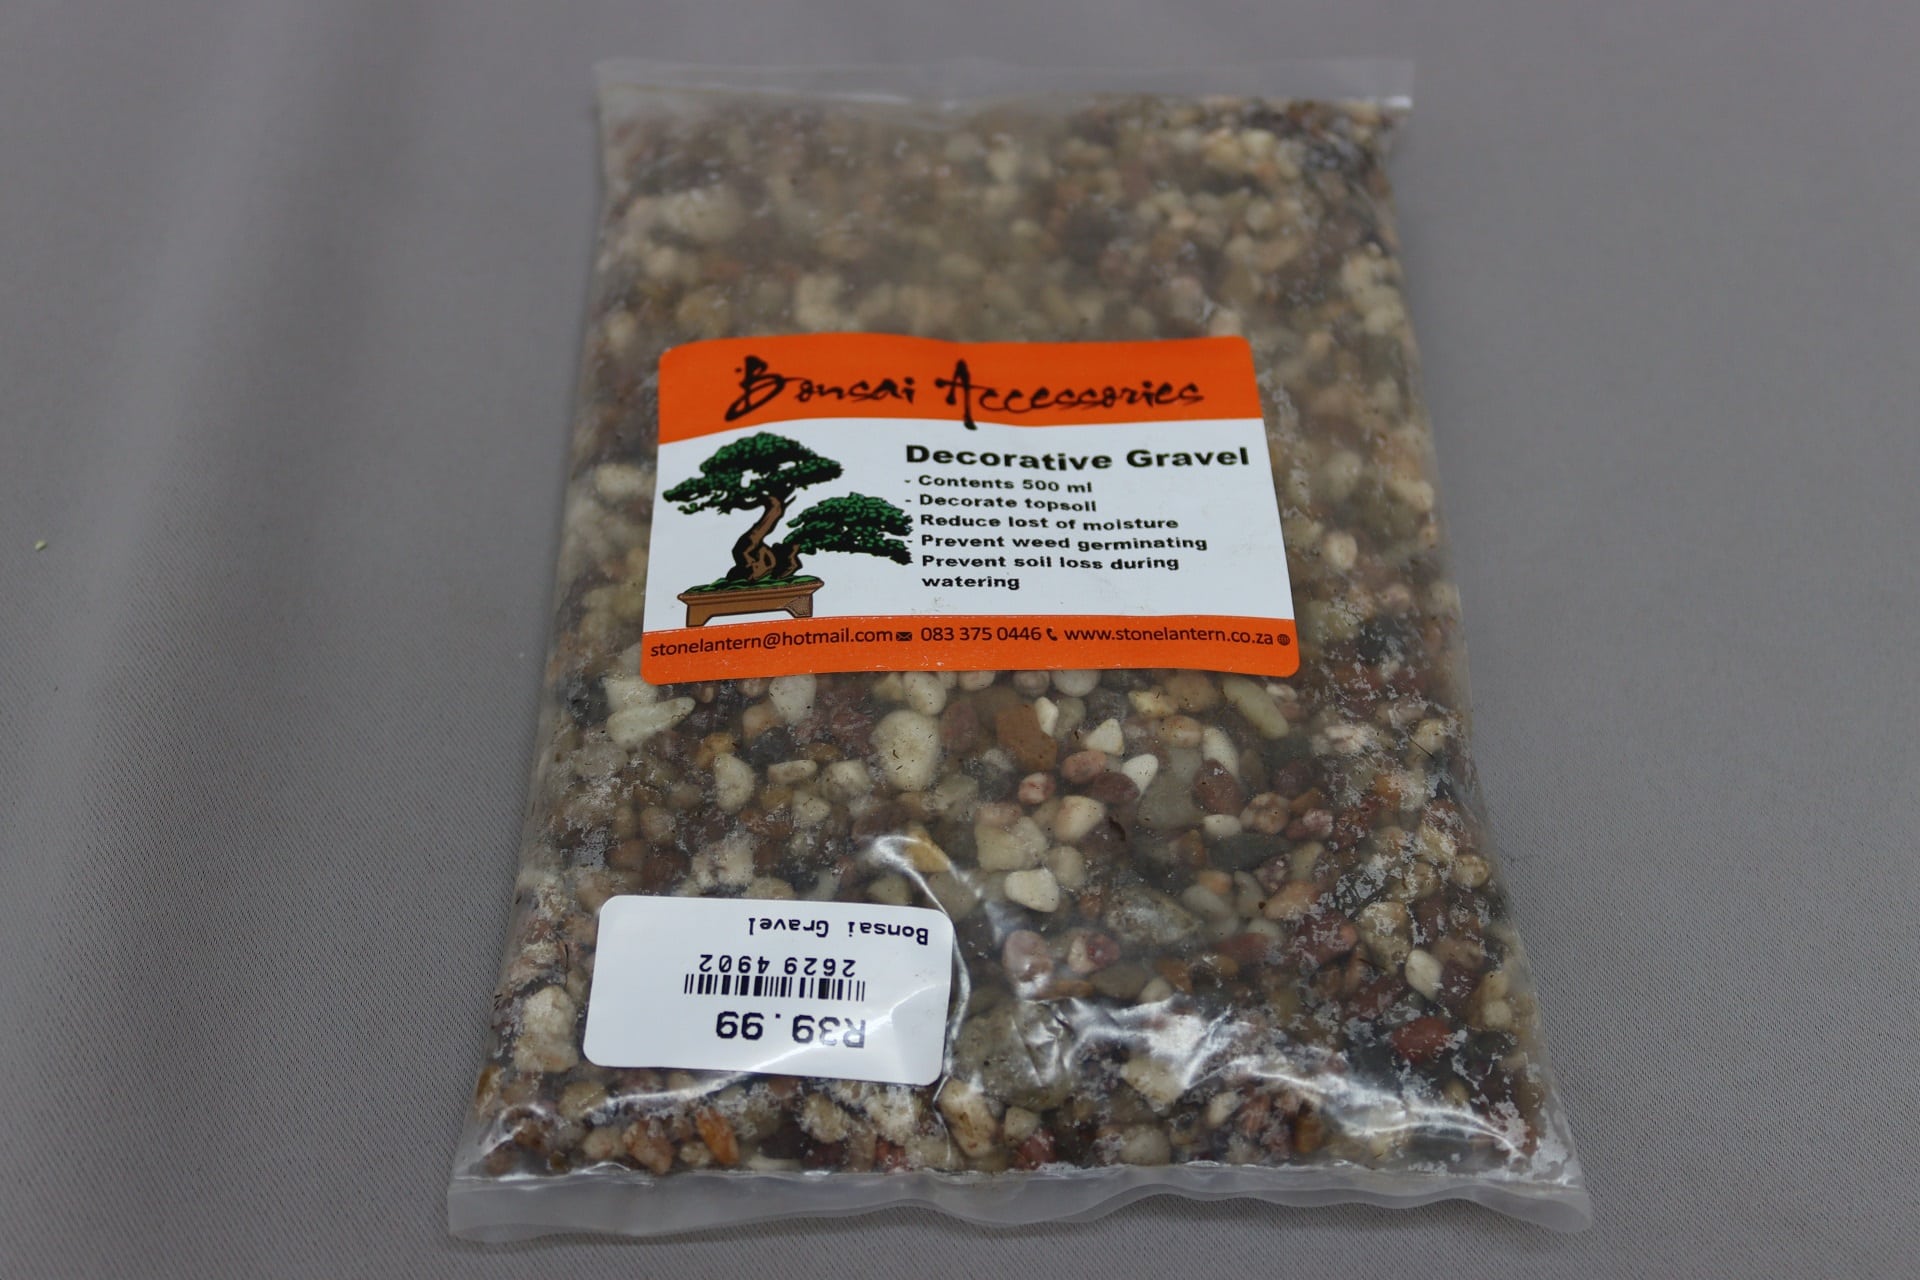 Bonsai Accessories
Decorative Gravel
- Contents 500 ml
- Decorate topsoil
- Reduce lost of moisture
- Prevent weed germinating
Prevent soil loss during
watering
stonelantern@hotmail.com 083 375 0446 www.stonelantern.co.za
Bonsai Gravel
2629 4902
R39.99